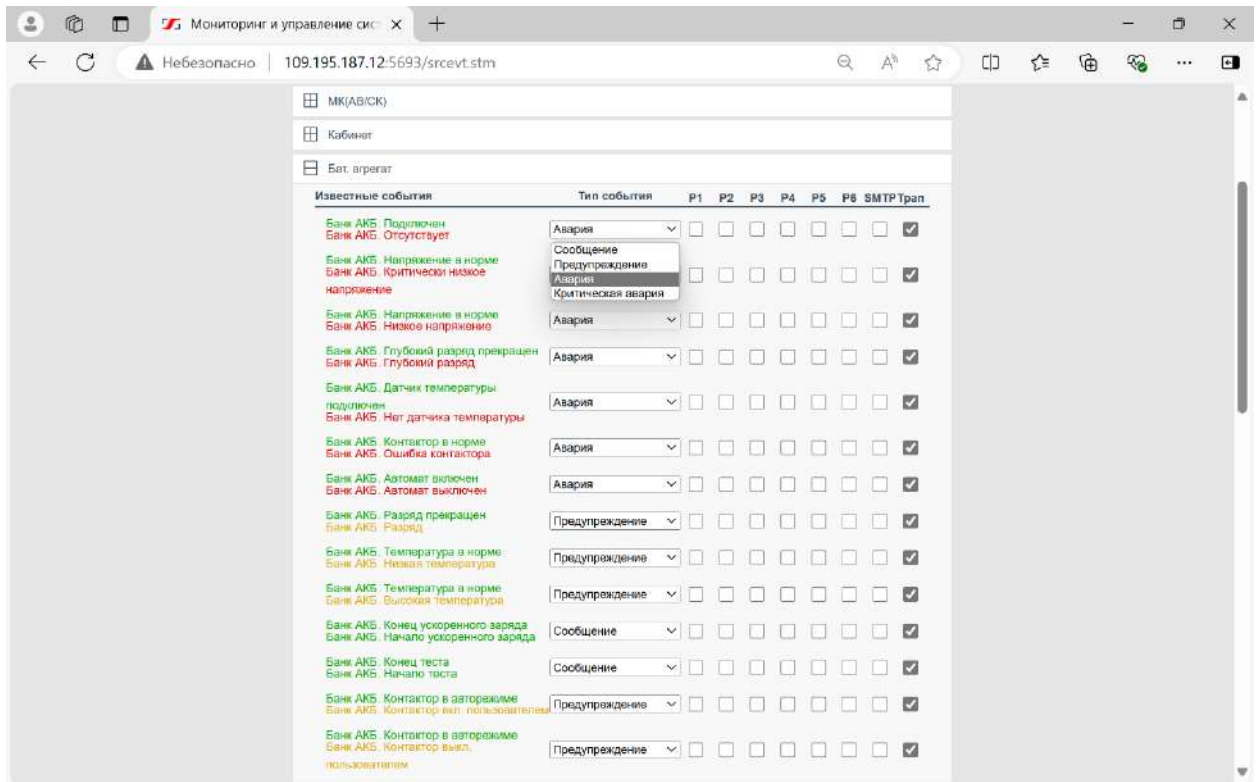 Мониторинг и управление сис
Небезопасно 109.195.187.12:5693/srcevt.stm
МК(АВ/СК)
Кабинет
Бат. агрегат
Известные события Тип события P1 P2 P3 P4 P5 P6 SMTP Трап
Банк АКБ. Подключен
Банк АКБ. Отсутствует
Авария
Сообщение
Предупреждение
Авария
Критическая авария
Банк АКБ. Напряжение в норме
Банк АКБ. Критически низкое
напряжение
Банк АКБ. Напряжение в норме
Банк АКБ. Низкое напряжение
Авария
Банк АКБ. Глубокий разряд прекращен
Банк АКБ. Глубокий разряд
Авария
Банк АКБ. Датчик температуры
подключен
Банк АКБ. Нет датчика температуры
Авария
Банк АКБ. Контактор в норме
Банк АКБ. Ошибка контактора
Авария
Банк АКБ. Автомат включен
Банк АКБ. Автомат выключен
Авария
Банк АКБ. Разряд прекращен
Банк АКБ. Разряд
Предупреждение
Банк АКБ. Температура в норме
Банк АКБ. Низкая температура
Предупреждение
Банк АКБ. Температура в норме
Банк АКБ. Высокая температура
Предупреждение
Банк АКБ. Конец ускоренного заряда
Банк АКБ. Начало ускоренного заряда
Сообщение
Банк АКБ. Конец теста
Банк АКБ. Начало теста
Сообщение
Банк АКБ. Контактор в авторежиме
Банк АКБ. Контактор вкл. пользователем
Предупреждение
Банк АКБ. Контактор в авторежиме
Банк АКБ. Контактор выкл.
пользователем
Предупреждение